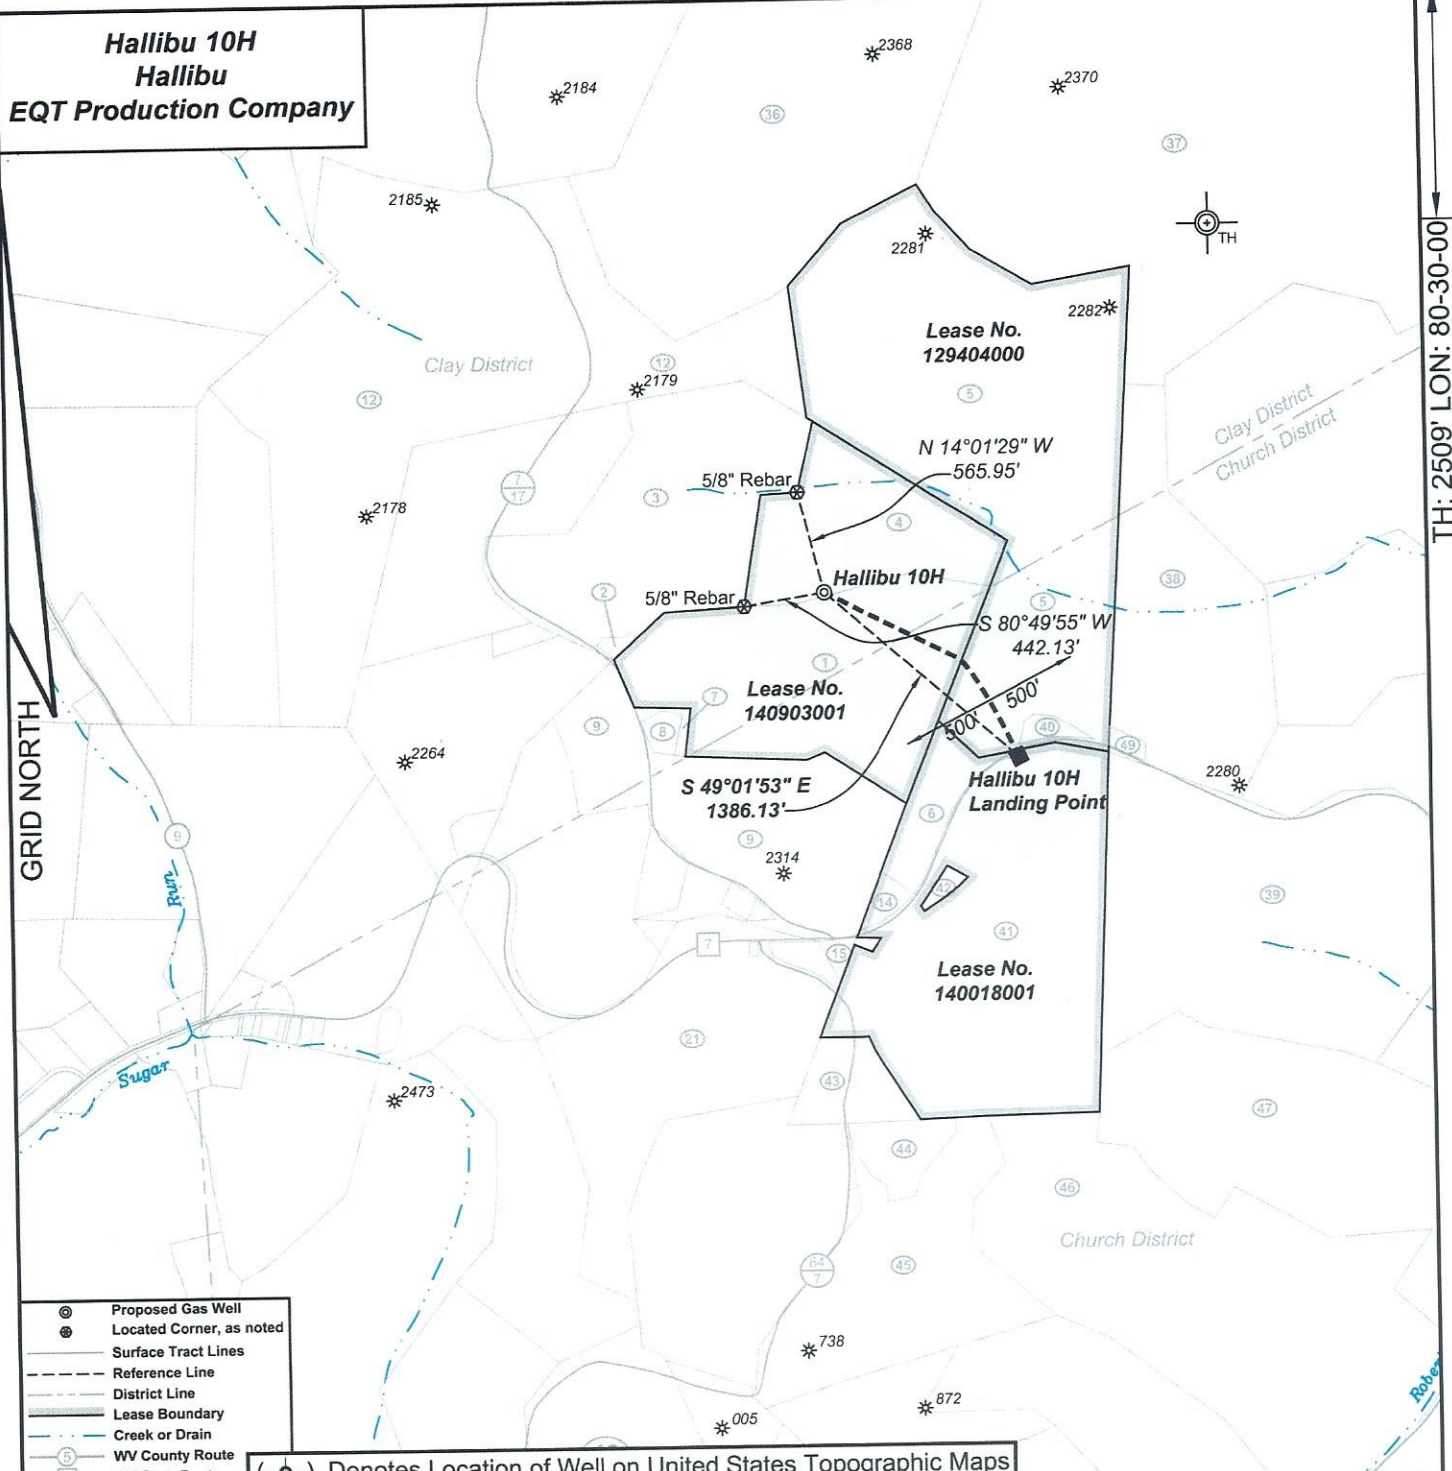 Hallibu 10H
Hallibu
EQT Production Company
2368
2184
2370
36
37
2185
TH
2281
2282
TH: 2509' LON: 80-30-00
Lease No.
129404000
Clay District
12
2179
12
5
Clay District
Church District
N 14°01'29" W
565.95'
5/8" Rebar
7
17
3
4
2178
Hallibu 10H
38
2
5/8" Rebar
5
S 80°49'55" W
442.13'
1
Lease No.
140903001
7
500'
500'
9
8
40
49
2264
GRID NORTH
S 49°01'53" E
1386.13'
Hallibu 10H
Landing Point
2280
6
9
9
2314
Run
42
14
39
41
7
15
Lease No.
140018001
21
Sugar
2473
43
47
44
46
Church District
64
7
45
738
872
005
Proposed Gas Well
Located Corner, as noted
Surface Tract Lines
Reference Line
District Line
Lease Boundary
Creek or Drain
5 WV County Route
( ) Denotes Location of Well on United States Topographic Maps